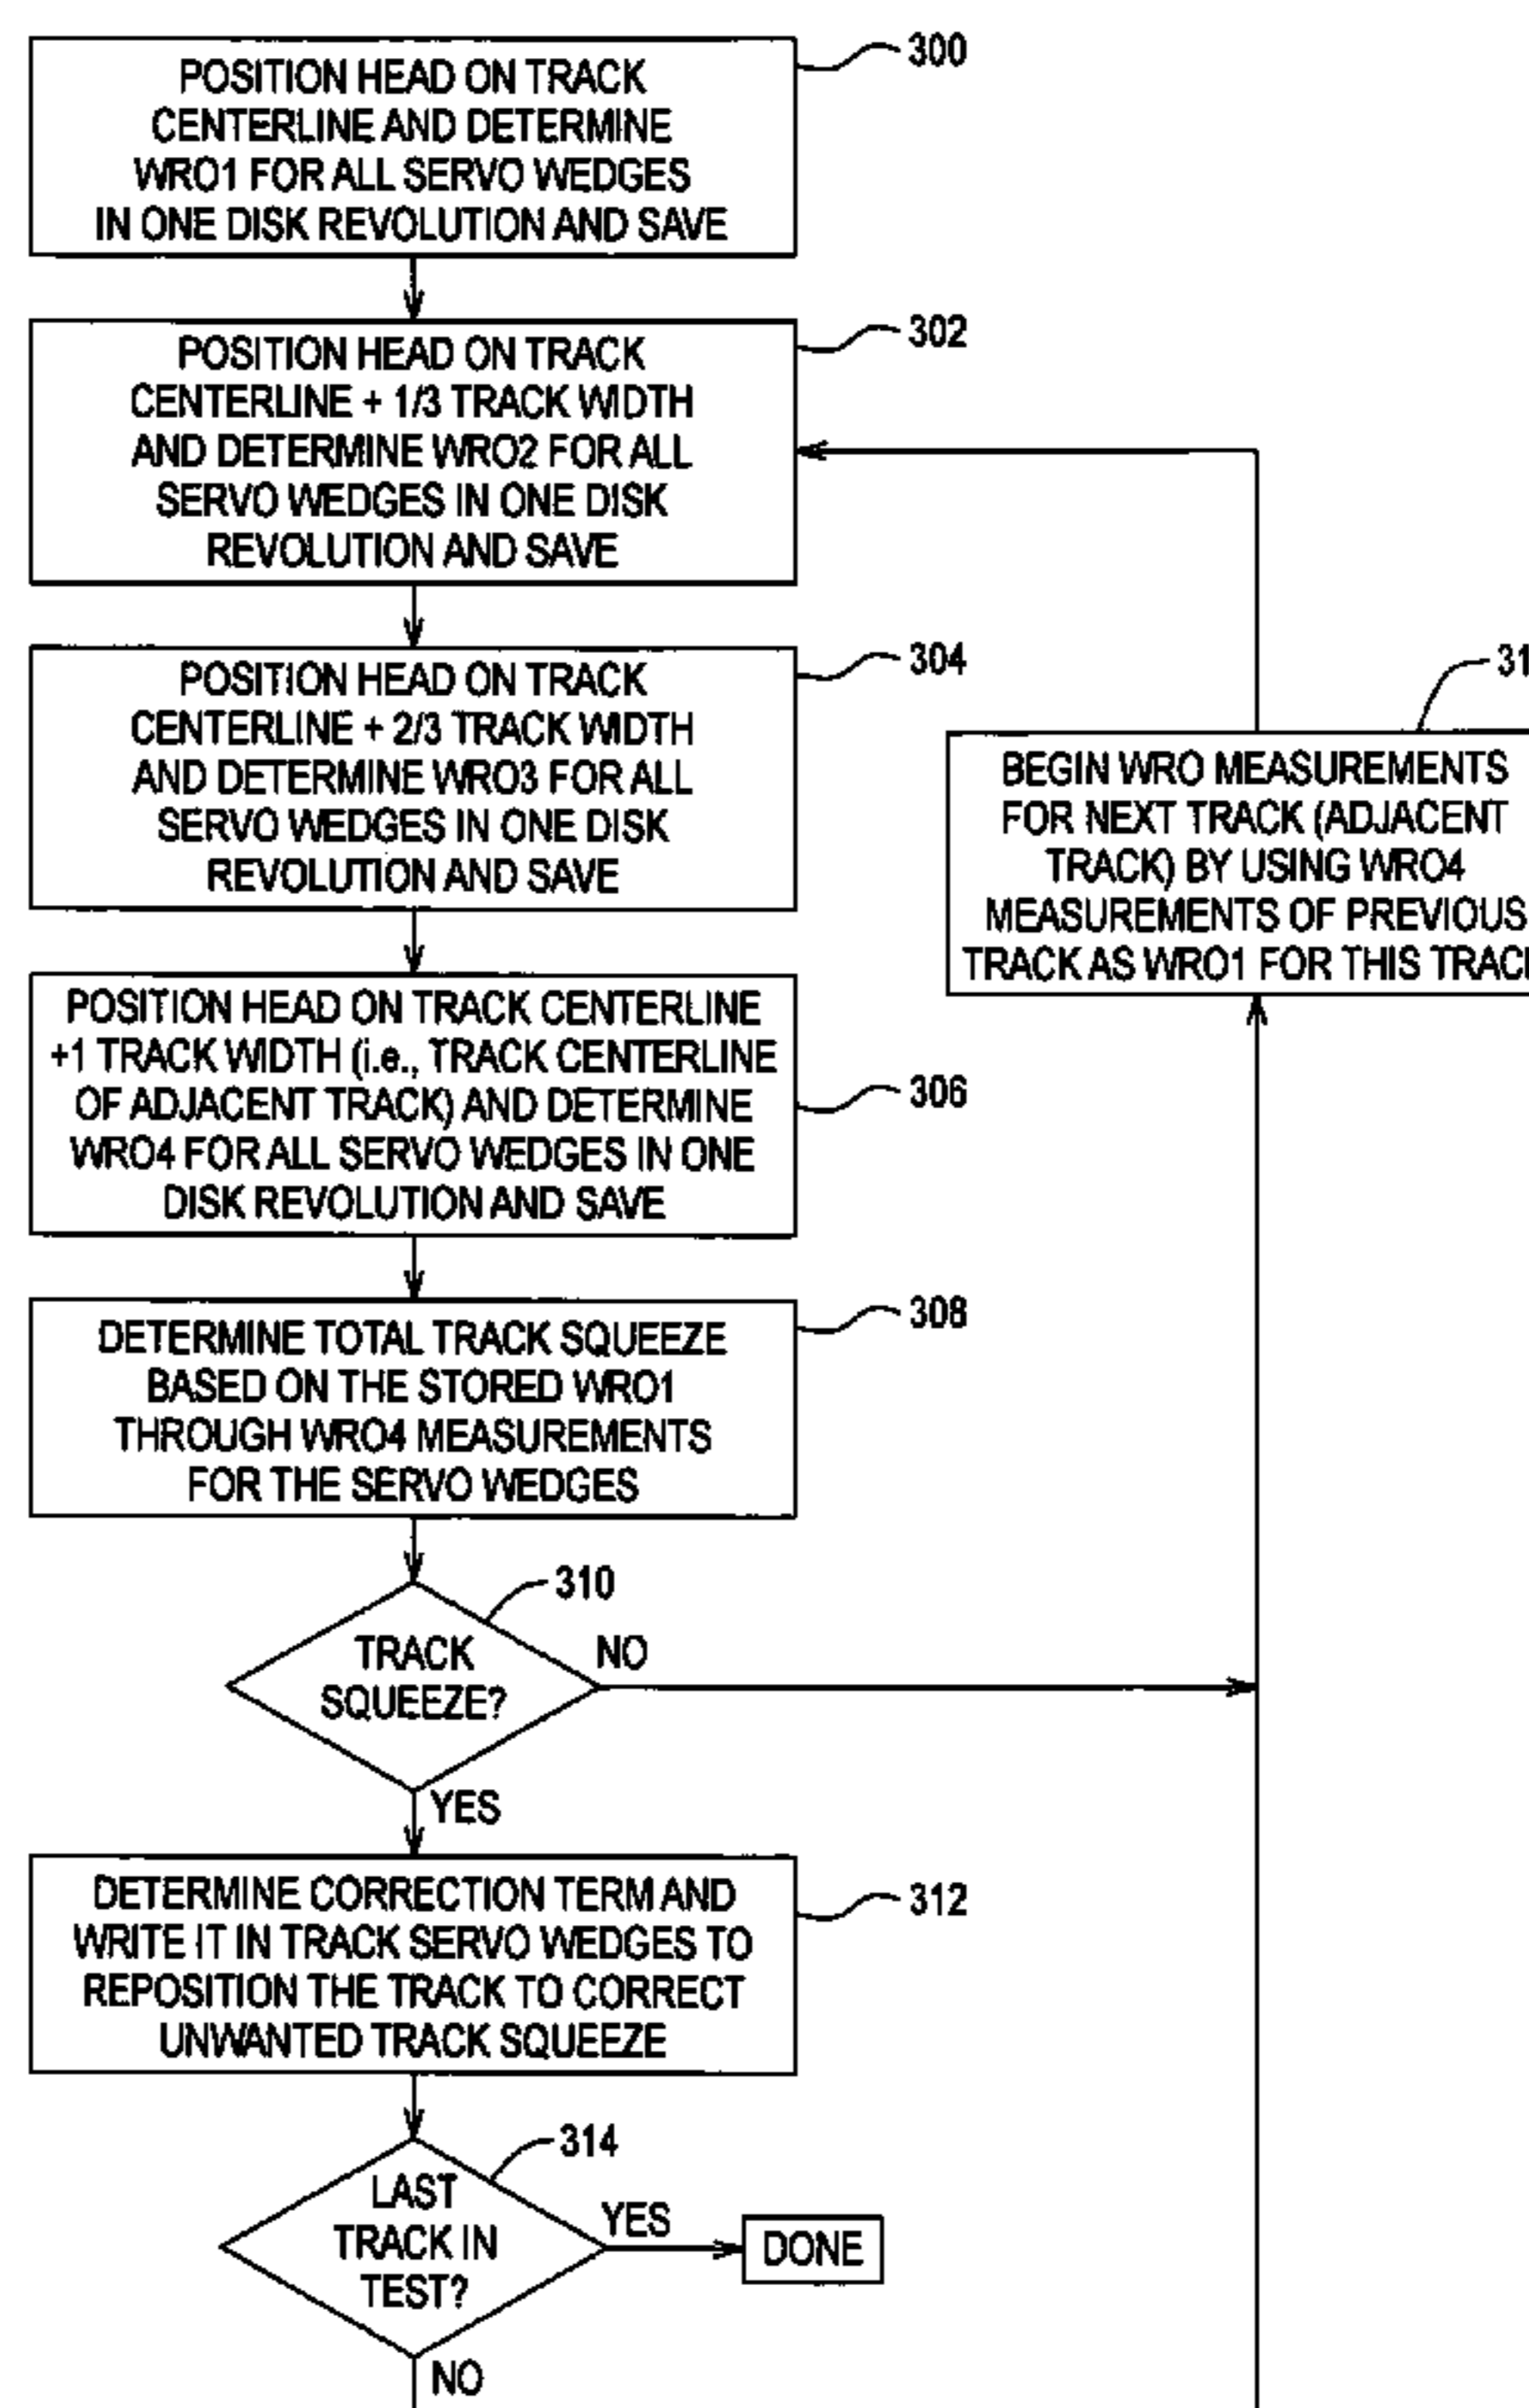 300
POSITION HEAD ON TRACK
CENTERLINE AND DETERMINE
WRO1 FOR ALL SERVO WEDGES
IN ONE DISK REVOLUTION AND SAVE
302
POSITION HEAD ON TRACK
CENTERLINE + 1/3 TRACK WIDTH
AND DETERMINE WRO2 FOR ALL
SERVO WEDGES IN ONE DISK
REVOLUTION AND SAVE
304
POSITION HEAD ON TRACK
CENTERLINE + 2/3 TRACK WIDTH
AND DETERMINE WRO3 FOR ALL
SERVO WEDGES IN ONE DISK
REVOLUTION AND SAVE
BEGIN WRO MEASUREMENTS
FOR NEXT TRACK (ADJACENT
TRACK) BY USING WRO4
MEASUREMENTS OF PREVIOUS
TRACK AS WRO1 FOR THIS
POSITION HEAD ON TRACK CENTERLINE
+1 TRACK WIDTH (i.e., TRACK CENTERLINE
OF ADJACENT TRACK) AND DETERMINE
WRO4 FOR ALL SERVO WEDGES IN ONE
DISK REVOLUTION AND SAVE
306
308
DETERMINE TOTAL TRACK SQUEEZE
BASED ON THE STORED WRO1
THROUGH WRO4 MEASUREMENTS
FOR THE SERVO WEDGES
310
TRACK
SQUEEZE?
NO
YES
312
DETERMINE CORRECTION TERM AND
WRITE IT IN TRACK SERVO WEDGES TO
REPOSITION THE TRACK TO CORRECT
UNWANTED TRACK SQUEEZE
314
LAST
TRACK IN
TEST?
YES
DONE
NO